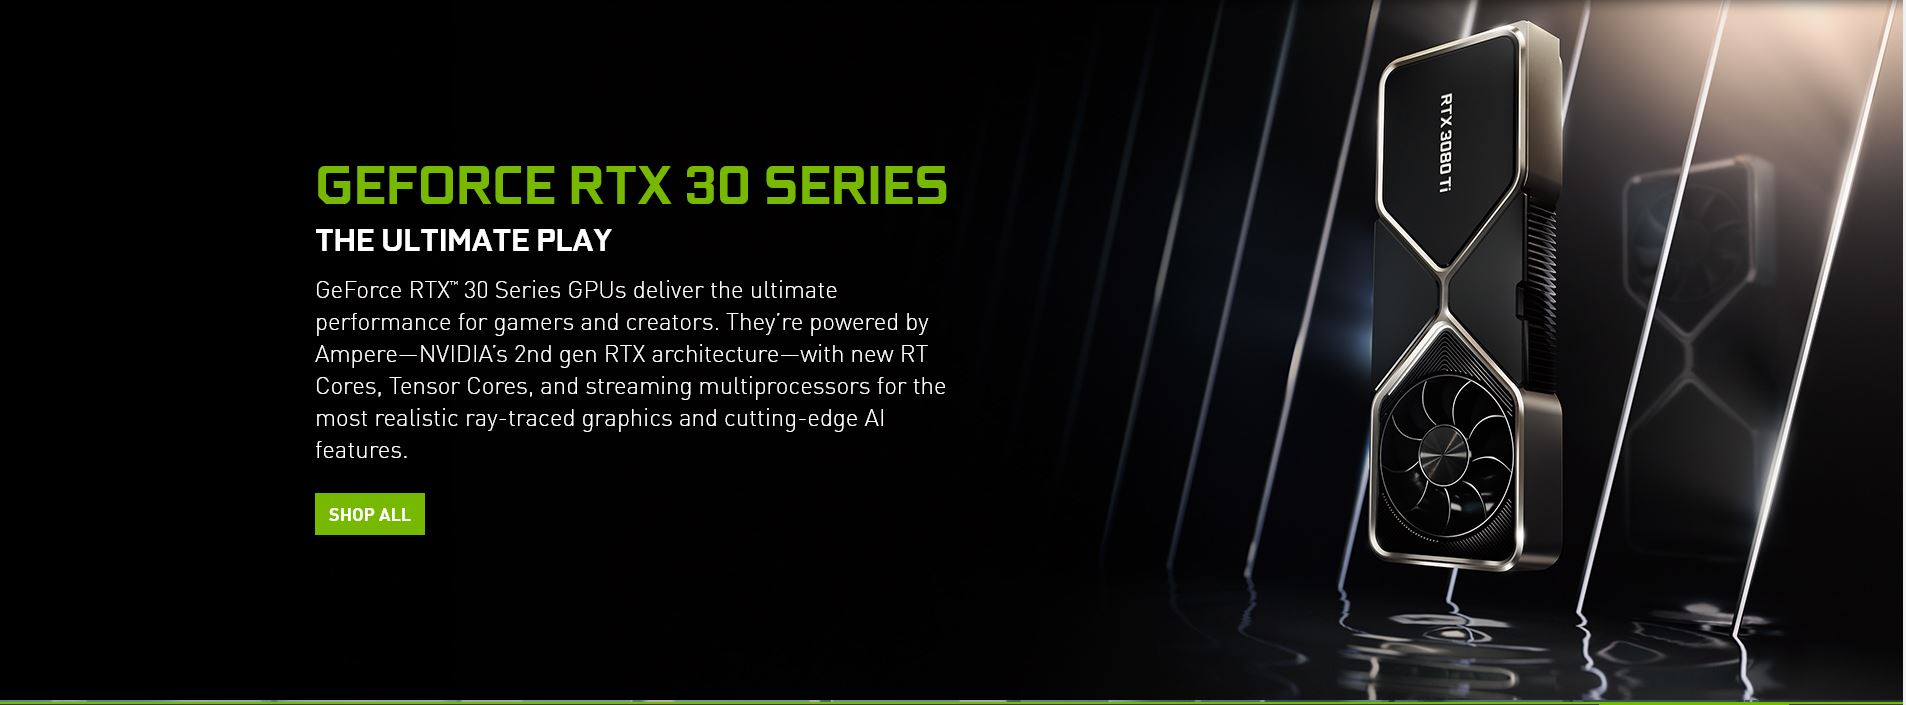 GEFORCE RTX 30 SERIES
THE ULTIMATE PLAY
GeForce RTX™ 30 Series GPUs deliver the ultimate
performance for gamers and creators. They’re powered by
Ampere—NVIDIA’s 2nd gen RTX architecture—with new RT
Cores, Tensor Cores, and streaming multiprocessors for the
most realistic ray-traced graphics and cutting-edge AI
features.
SHOP ALL
RTX 3080 Ti